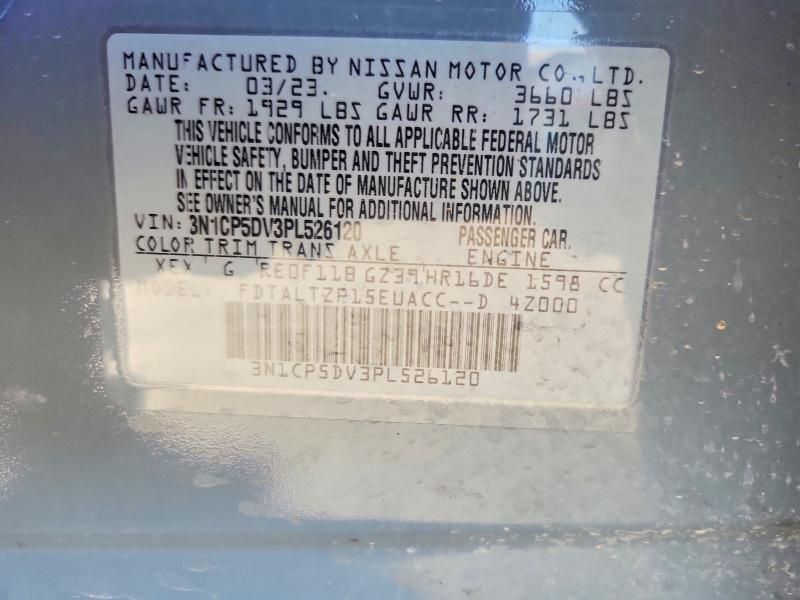 MANUFACTURED BY NISSAN MOTOR CO., LTD.
DATE: 03/23. GVWR: 3660 LBS
GAWR FR: 1929 LBS GAWR RR: 1731 LBS
THIS VEHICLE CONFORMS TO ALL APPLICABLE FEDERAL MOTOR
VEHICLE SAFETY, BUMPER AND THEFT PREVENTION STANDARDS
IN EFFECT ON THE DATE OF MANUFACTURE SHOWN ABOVE.
SEE OWNER'S MANUAL FOR ADDITIONAL INFORMATION.
VIN: 3N1CP5DV3PL526120 PASSENGER CAR.
COLOR TRIM TRANS AXLE ENGINE
G RE0F11B GZ39 HR16DE 1598 CC
MODEL: FDTALTZP15EUACC--D 4Z000
3N1CP5DV3PL526120